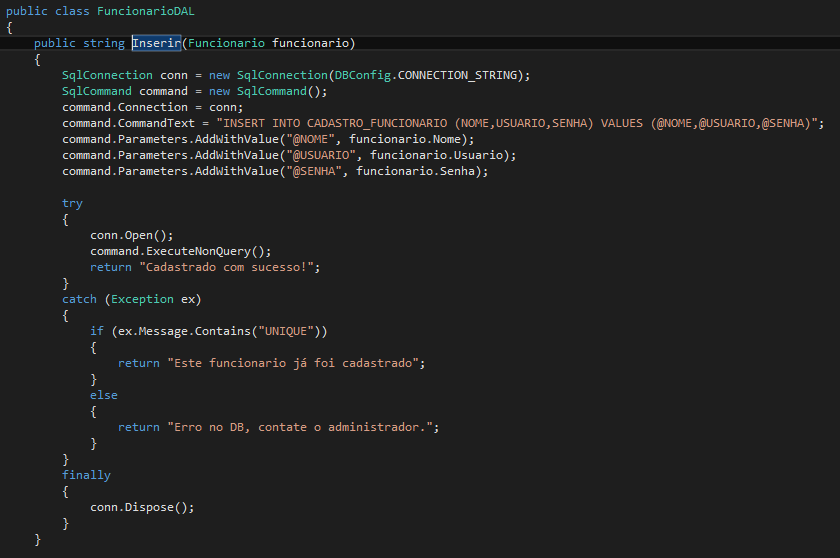 public class FuncionarioDAL
{
public string Inserir(Funcionario funcionario)
{
SqlConnection conn = new SqlConnection(DBConfig.CONNECTION_STRING);
SqlCommand command = new SqlCommand();
command.Connection = conn;
command.CommandText = "INSERT INTO CADASTRO_FUNCIONARIO (NOME,USUARIO,SENHA) VALUES (@NOME,@USUARIO,@SENHA)";
command.Parameters.AddWithValue("@NOME", funcionario.Nome);
command.Parameters.AddWithValue("@USUARIO", funcionario.Usuario);
command.Parameters.AddWithValue("@SENHA", funcionario.Senha);
try
{
conn.Open();
command.ExecuteNonQuery();
return "Cadastrado com sucesso!";
}
catch (Exception ex)
{
if (ex.Message.Contains("UNIQUE"))
{
return "Este funcionario já foi cadastrado";
}
else
{
return "Erro no DB, contate o administrador.";
}
}
finally
{
conn.Dispose();
}
}